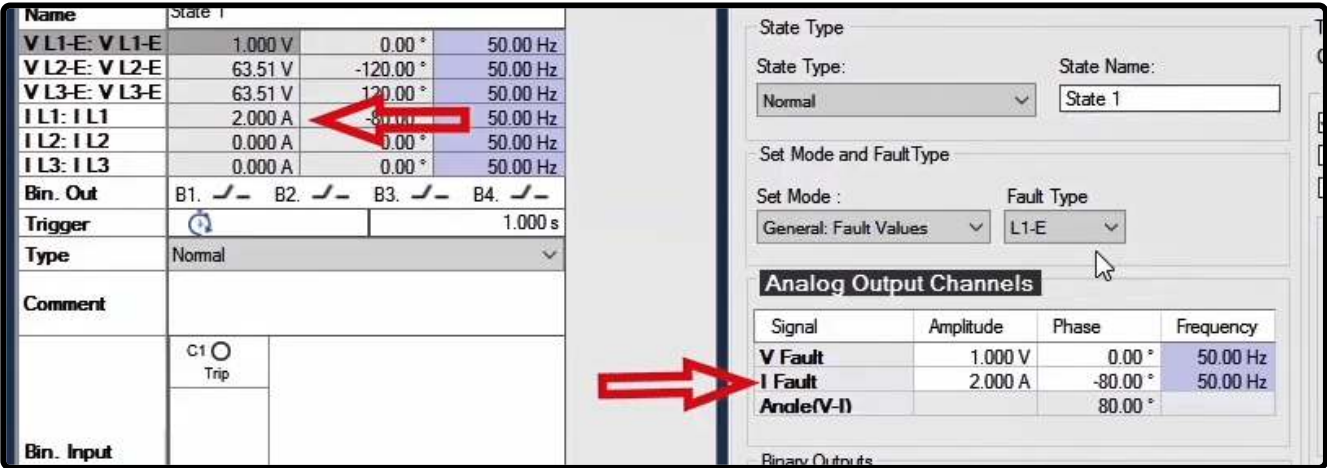 Name State 1
V L1-E: V L1-E 1.000 V 0.00 ° 50.00 Hz
V L2-E: V L2-E 63.51 V -120.00 ° 50.00 Hz
V L3-E: V L3-E 63.51 V 120.00 ° 50.00 Hz
I L1: I L1 2.000 A -80.00 ° 50.00 Hz
I L2: I L2 0.000 A 0.00 ° 50.00 Hz
I L3: I L3 0.000 A 0.00 ° 50.00 Hz
Bin. Out B1. B2. B3. B4.
Trigger 1.000 s
Type Normal
Comment
C1
Trip
Bin. Input
State Type
State Type: State Name:
Normal State 1
Set Mode and FaultType
Set Mode : Fault Type
General: Fault Values L1-E
Analog Output Channels
Signal Amplitude Phase Frequency
V Fault 1.000 V 0.00 ° 50.00 Hz
I Fault 2.000 A -80.00 ° 50.00 Hz
Angle(V-I) 80.00 °
Binary Outputs